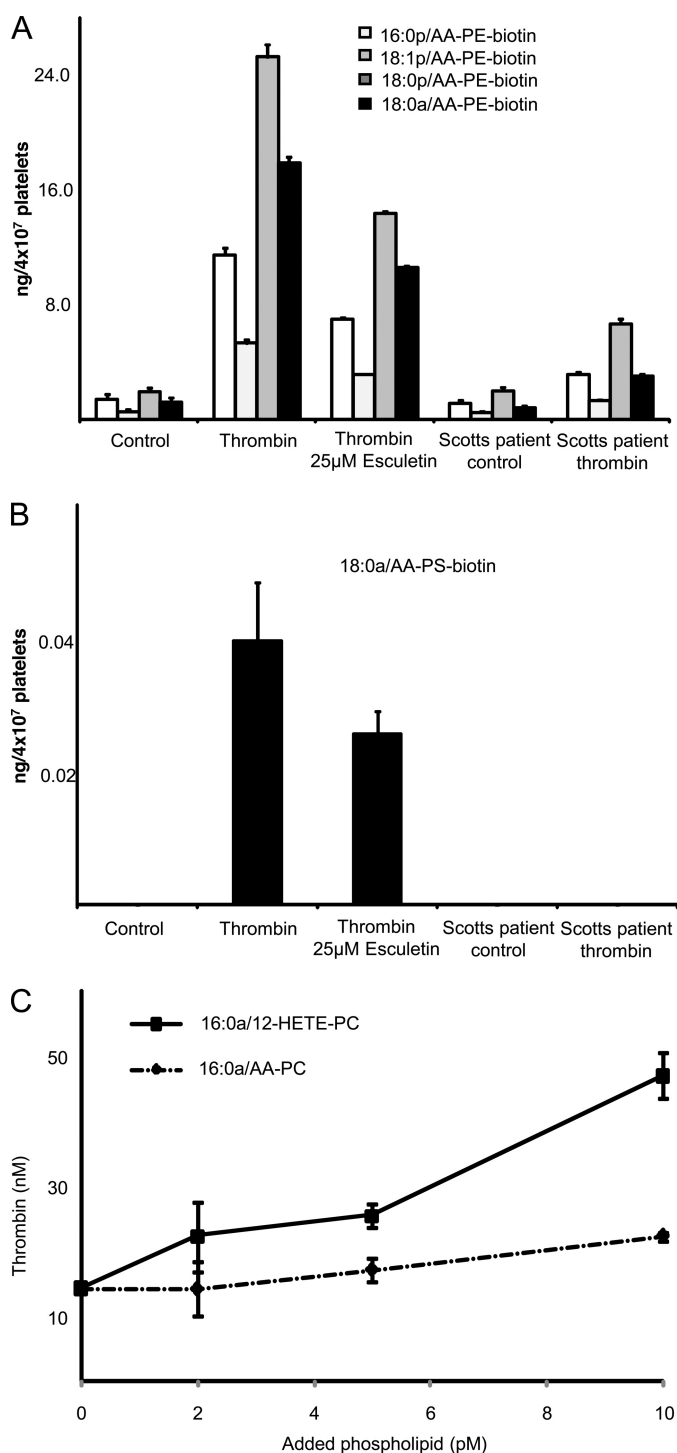 A
16:0p/AA-PE-biotin
18:1p/AA-PE-biotin
18:0p/AA-PE-biotin
18:0a/AA-PE-biotin
ng/4x10⁷ platelets
24.0
16.0
8.0
Control
Thrombin
Thrombin
25µM Esculetin
Scotts patient
control
Scotts patient
thrombin
B
18:0a/AA-PS-biotin
ng/4x10⁷ platelets
0.04
0.02
Control
Thrombin
Thrombin
25µM Esculetin
Scotts patient
control
Scotts patient
thrombin
C
16:0a/12-HETE-PC
16:0a/AA-PC
Thrombin (nM)
50
30
10
0 2 4 6 8 10
Added phospholipid (pM)